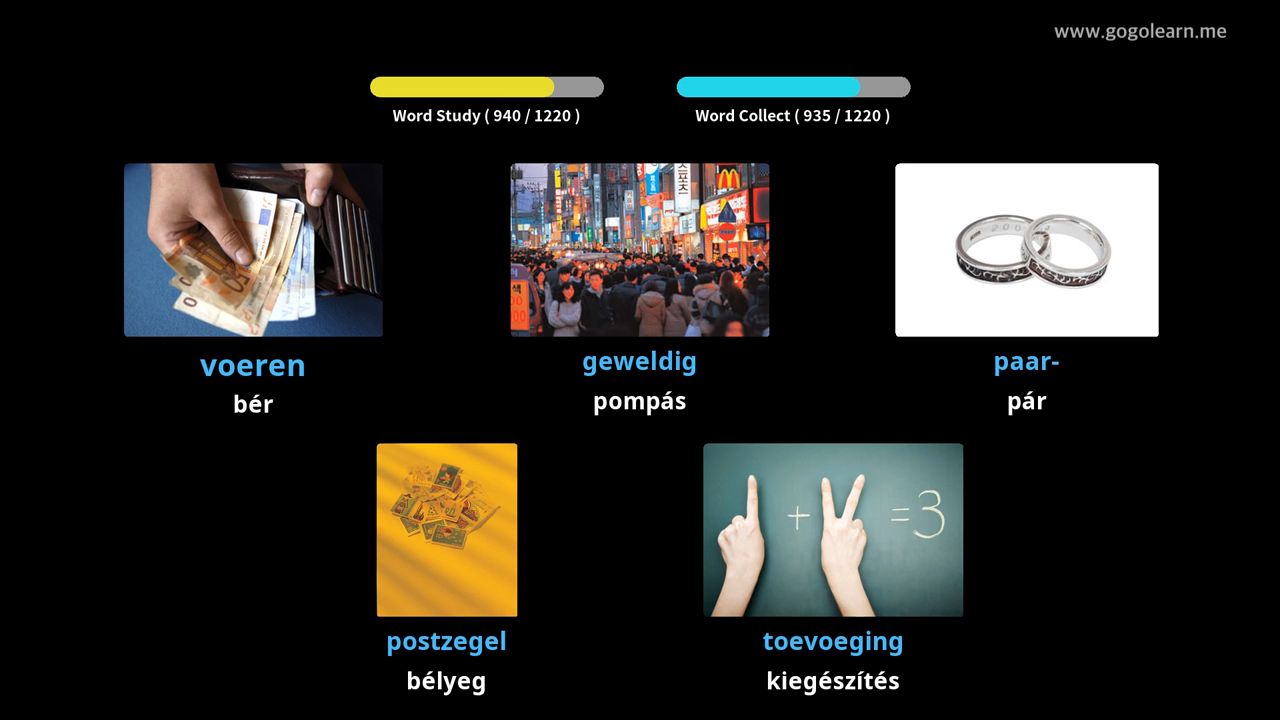 www.gogolearn.me
Word Study ( 940 / 1220 )
Word Collect ( 935 / 1220 )
voeren
geweldig
paar-
bér
pompás
pár
+ =3
postzegel
toevoeging
bélyeg
kiegészítés